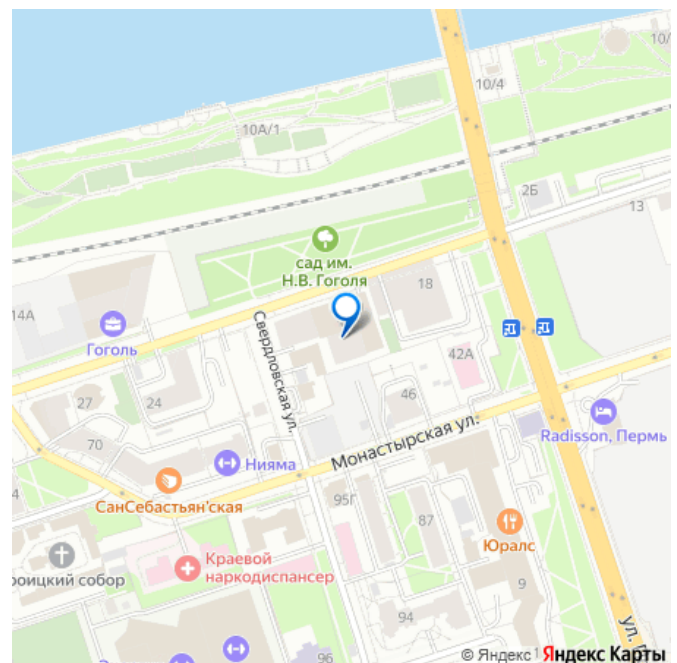 10/4
10/
10А/1
2Б
13
сад им.
Н.В. Гоголя
18
14А
Гоголь
Свердловская ул.
42А
27
24
46
70
Монастырская ул.
Radisson, Пермь
Нияма
СанСебастьян'ская
95Г
87
Юралс
Краевой
наркодиспансер
роицкий собор
9
94
96
ул.
© Яндекс
Яндекс Карты